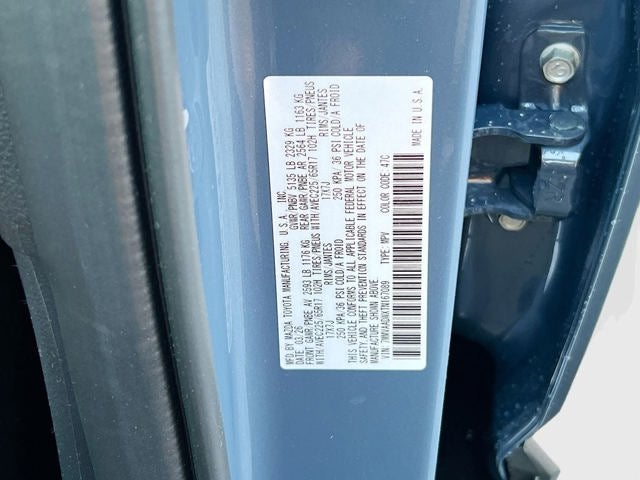 MFD BY MAZDA TOYOTA MANUFACTURING, U.S.A., INC.
DATE: 03.26 GVWR/PNBV 5135 LB 2329 KG
FRONT GAWR/PNBE AV 2593 LB 1176 KG REAR GAWR/PNBE AR 2564 LB 1163 KG
WITH/AVEC225/65R17 102H TIRES/PNEUS WITH AVEC225/65R17 102H TIRES/PNEUS
17X7J RIMS/JANTES 17X7J RIMS/JANTES
250 KPA/36 PSI COLD/A FROID 250 KPA/36 PSI COLD/A FROID
THIS VEHICLE CONFORMS TO ALL APPLICABLE FEDERAL MOTOR VEHICLE
SAFETY AND THEFT PREVENTION STANDARDS IN EFFECT ON THE DATE OF
MANUFACTURE SHOWN ABOVE.
TYPE: MPV COLOR CODE: 47C
MADE IN U.S.A.